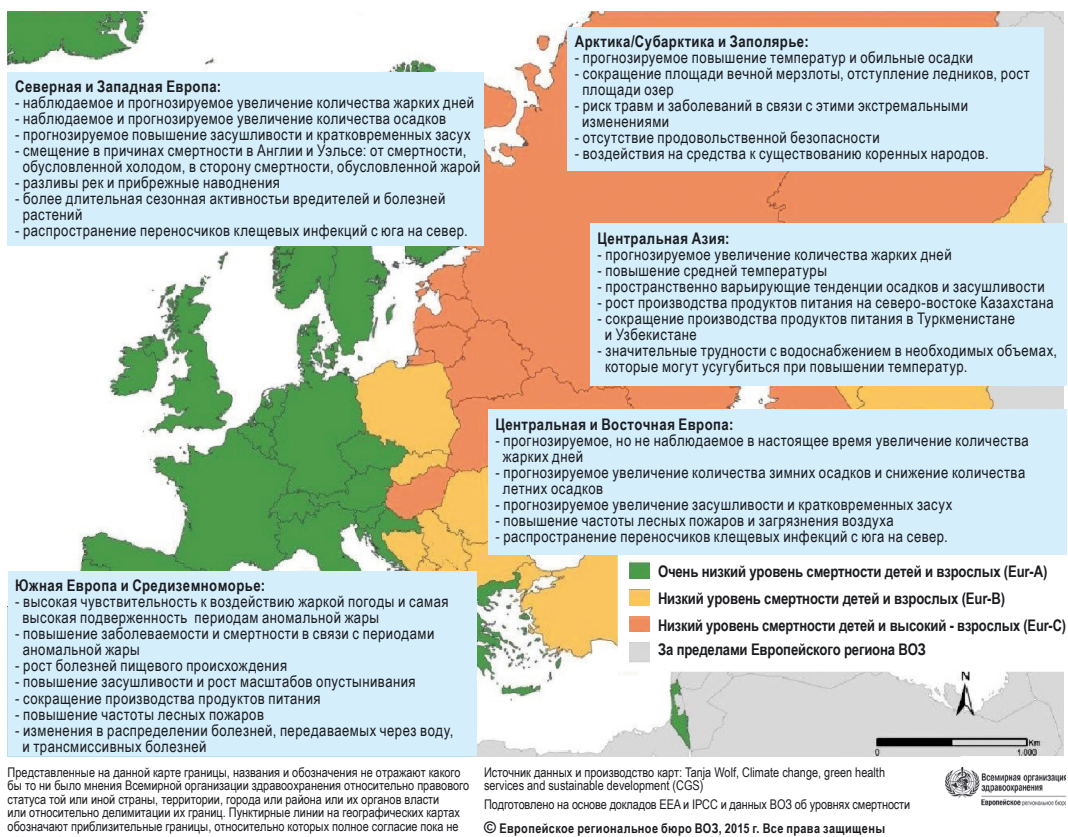 Северная и Западная Европа:
- наблюдаемое и прогнозируемое увеличение количества жарких дней
- наблюдаемое и прогнозируемое увеличение количества осадков
- прогнозируемое повышение засушливости и кратковременных засух
- смещение в причинах смертности в Англии и Уэльсе: от смертности,
обусловленной холодом, в сторону смертности, обусловленной жарой
- разливы рек и прибрежные наводнения
- более длительная сезонная активностьи вредителей и болезней
растений
- распространение переносчиков клещевых инфекций с юга на север.
Арктика/Субарктика и Заполярье:
- прогнозируемое повышение температур и обильные осадки
- сокращение площади вечной мерзлоты, отступление ледников, рост
площади озер
- риск травм и заболеваний в связи с этими экстремальными
изменениями
- отсутствие продовольственной безопасности
- воздействия на средства к существованию коренных народов.
Центральная Азия:
- прогнозируемое увеличение количества жарких дней
- повышение средней температуры
- пространственно варьирующие тенденции осадков и засушливости
- рост производства продуктов питания на северо-востоке Казахстана
- сокращение производства продуктов питания в Туркменистане
и Узбекистане
- значительные трудности с водоснабжением в необходимых объемах,
которые могут усугубиться при повышении температур.
Центральная и Восточная Европа:
- прогнозируемое, но не наблюдаемое в настоящее время увеличение количества
жарких дней
- прогнозируемое увеличение количества зимних осадков и снижение количества
летних осадков
- прогнозируемое увеличение засушливости и кратковременных засух
- повышение частоты лесных пожаров и загрязнения воздуха
- распространение переносчиков клещевых инфекций с юга на север.
Южная Европа и Средиземноморье:
- высокая чувствительность к воздействию жаркой погоды и самая
высокая подверженность периодам аномальной жары
- повышение заболеваемости и смертности в связи с периодами
аномальной жары
- рост болезней пищевого происхождения
- повышение засушливости и рост масштабов опустынивания
- сокращение производства продуктов питания
- повышение частоты лесных пожаров
- изменения в распределении болезней, передаваемых через воду,
и трансмиссивных болезней
Очень низкий уровень смертности детей и взрослых (Eur-A)
Низкий уровень смертности детей и взрослых (Eur-B)
Низкий уровень смертности детей и высокий - взрослых (Eur-C)
За пределами Европейского региона ВОЗ
N
Km
0
1,000
Представленные на данной карте границы, названия и обозначения не отражают какого
бы то ни было мнения Всемирной организации здравоохранения относительно правового
статуса той или иной страны, территории, города или района или их органов власти
или относительно делимитации их границ. Пунктирные линии на географических картах
обозначают приблизительные границы, относительно которых полное согласие пока не
Источник данных и производство карт: Tanja Wolf, Climate change, green health
services and sustainable development (CGS)
Подготовлено на основе докладов EEA и IPCC и данных ВОЗ об уровнях смертности
© Европейское региональное бюро ВОЗ, 2015 г. Все права защищены
Всемирная организация
здравоохранения
Европейское региональное бюро